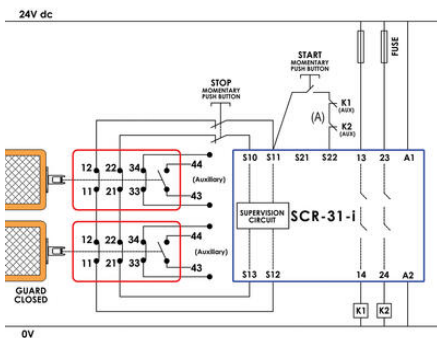 24V dc
START
MOMENTARY
PUSH BUTTON
FUSE
STOP
MOMENTARY
PUSH BUTTON
K1
(AUX)
(A)
K2
(AUX)
12 22 34 44
S10 S11 S21 S22 13 23 A1
(Auxiliary)
11 21 33 43
SUPERVISION
CIRCUIT
SCR-31-i
12 22 34 44
(Auxiliary)
11 21 33 43
S13 S12 14 24 A2
GUARD
CLOSED
K1 K2
0V